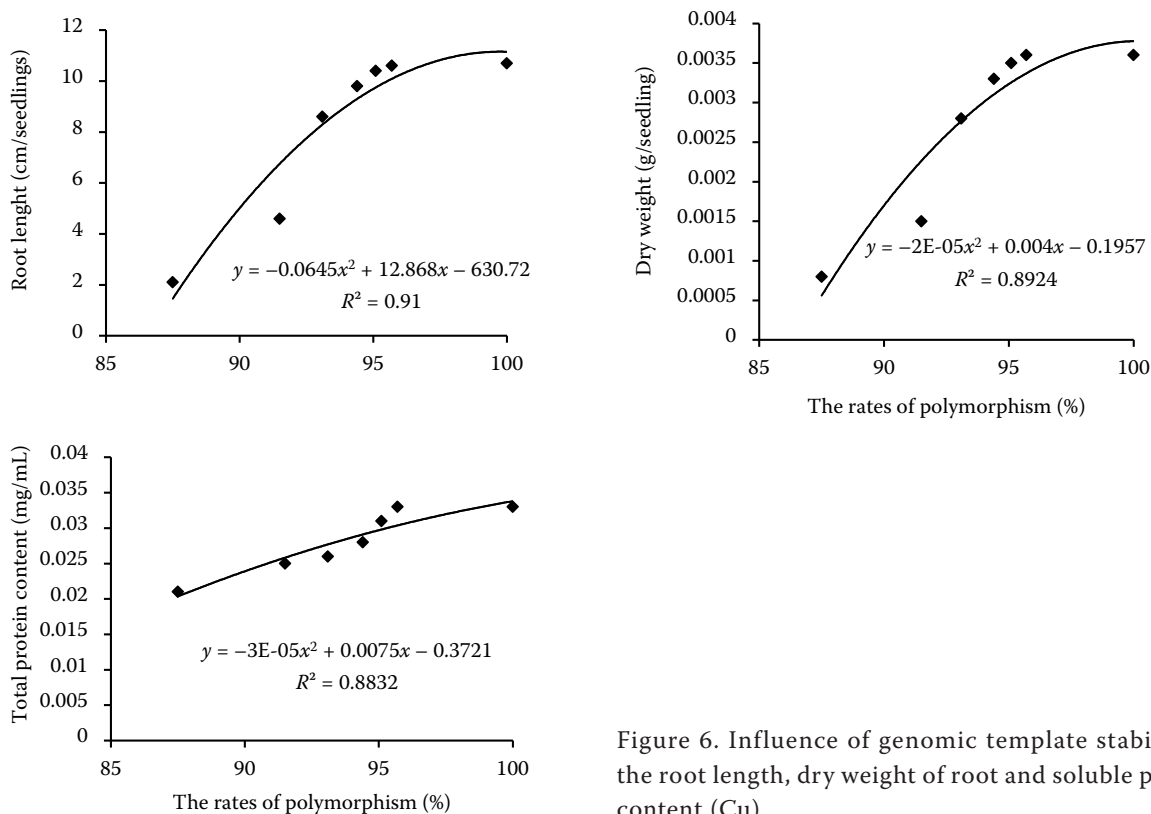 Root lenght (cm/seedlings)
12
10
8
6
4
2
0
y = −0.0645x² + 12.868x − 630.72
R² = 0.91
85 90 95 100
Dry weight (g/seedling)
0.004
0.0035
0.003
0.0025
0.002
0.0015
0.001
0.0005
0
y = −2E-05x² + 0.004x − 0.1957
R² = 0.8924
85 90 95 100
The rates of polymorphism (%)
Total protein content (mg/mL)
0.04
0.035
0.03
0.025
0.02
0.015
0.01
0.005
0
y = −3E-05x² + 0.0075x − 0.3721
R² = 0.8832
85 90 95 100
The rates of polymorphism (%)
Figure 6. Influence of genomic template stabi
the root length, dry weight of root and soluble p
content (Cu)